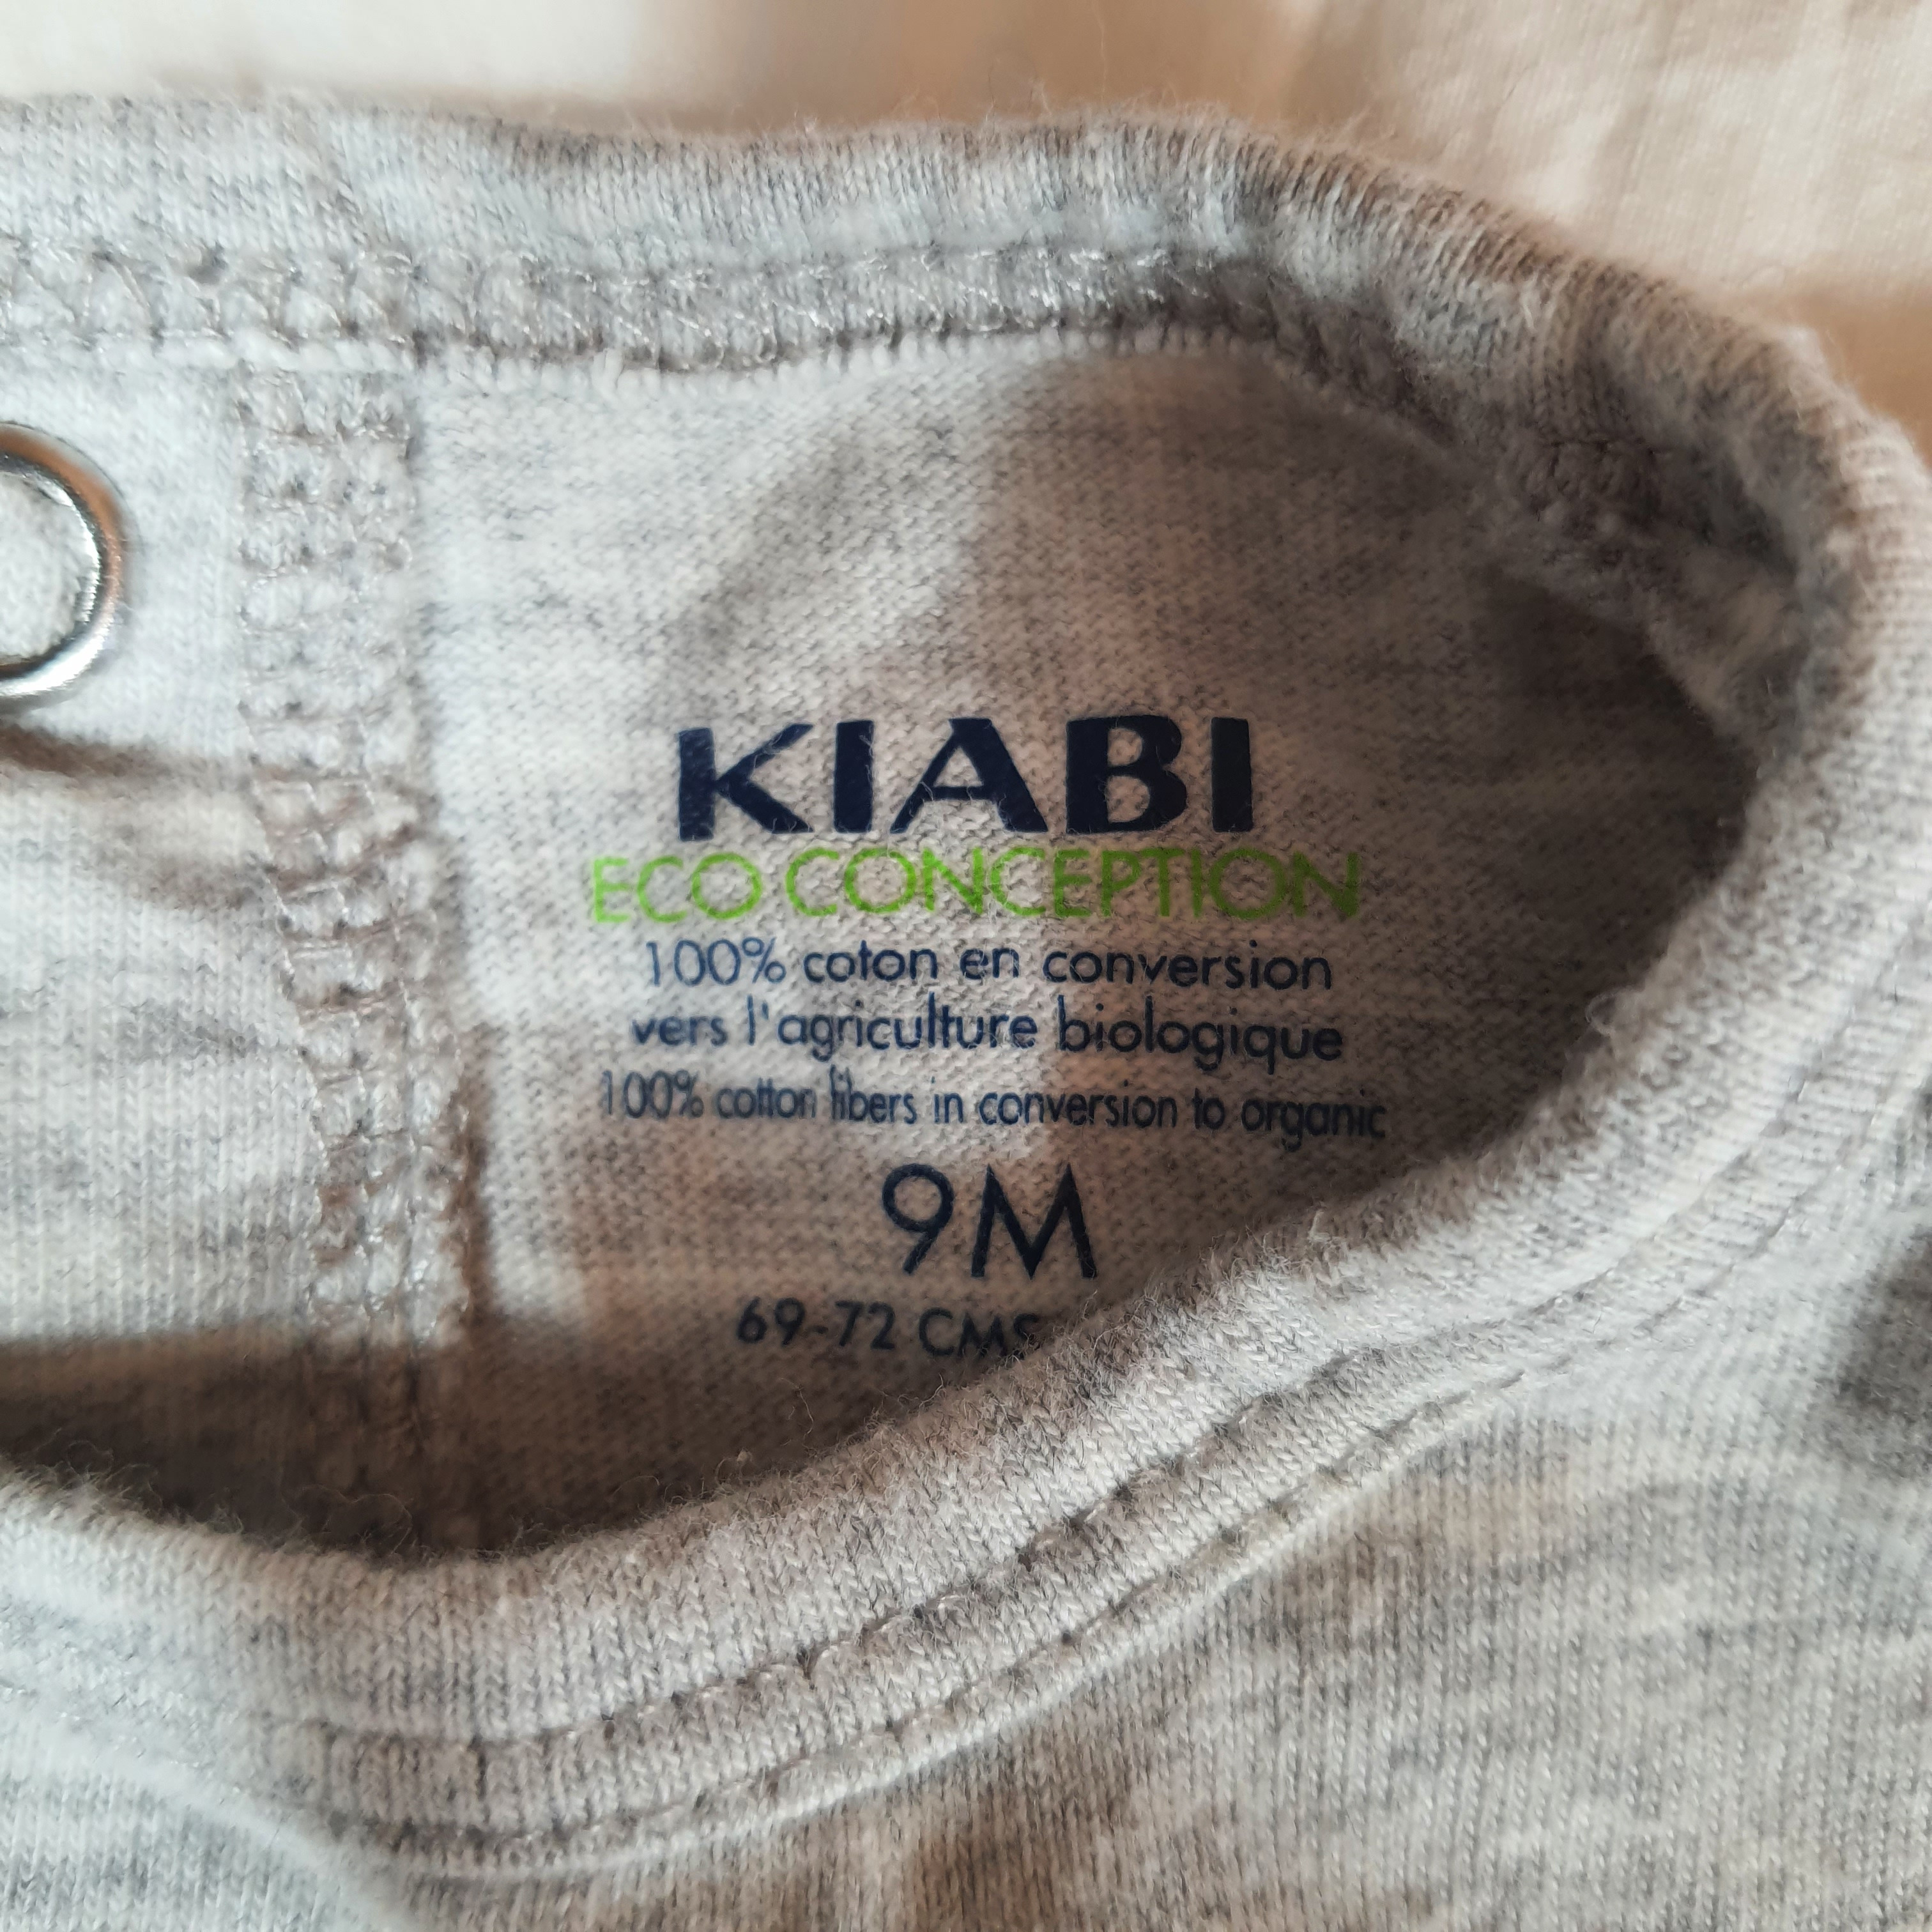 KIABI
ECO CONCEPTION
100% coton en conversion
vers l'agriculture biologique
100% cotton fibers in conversion to organic
9M
69-72 CMS